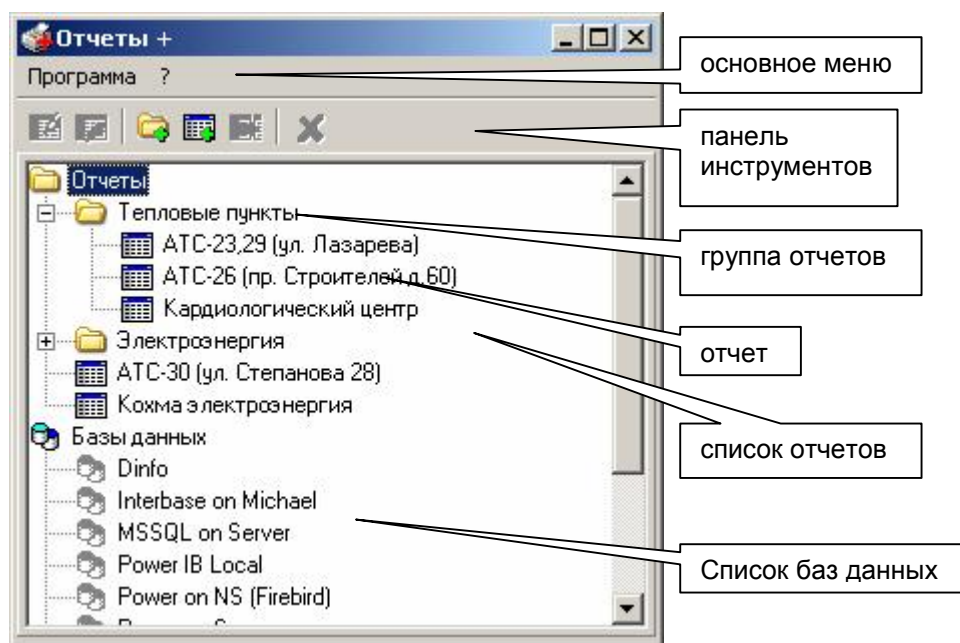 Отчеты +
основное меню
Программа ?
панель
инструментов
Отчеты
Тепловые пункты
АТС-23,29 (ул. Лазарева)
группа отчетов
АТС-26 (пр. Строителей д.60)
Кардиологический центр
Электроэнергия
отчет
АТС-30 (ул. Степанова 28)
Кохма электроэнергия
Базы данных
список отчетов
Dinfo
Interbase on Michael
MSSQL on Server
Power IB Local
Список баз данных
Power on NS (Firebird)